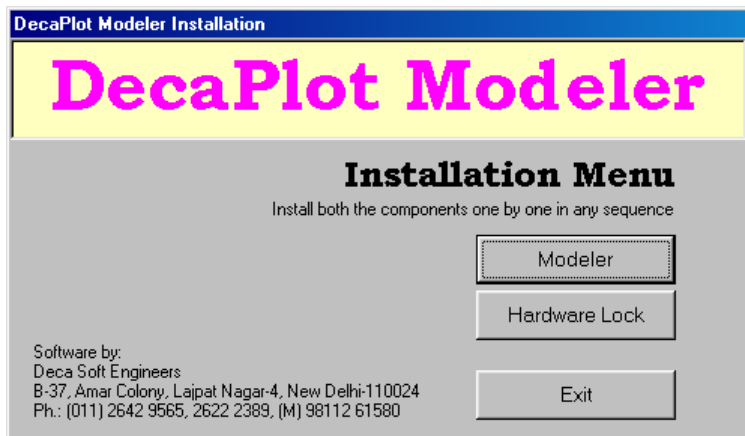 DecaPlot Modeler Installation
DecaPlot Modeler
Installation Menu
Install both the components one by one in any sequence
Modeler
Hardware Lock
Software by:
Deca Soft Engineers
B-37, Amar Colony, Lajpat Nagar-4, New Delhi-110024
Ph.: (011) 2642 9565, 2622 2389, (M) 98112 61580
Exit